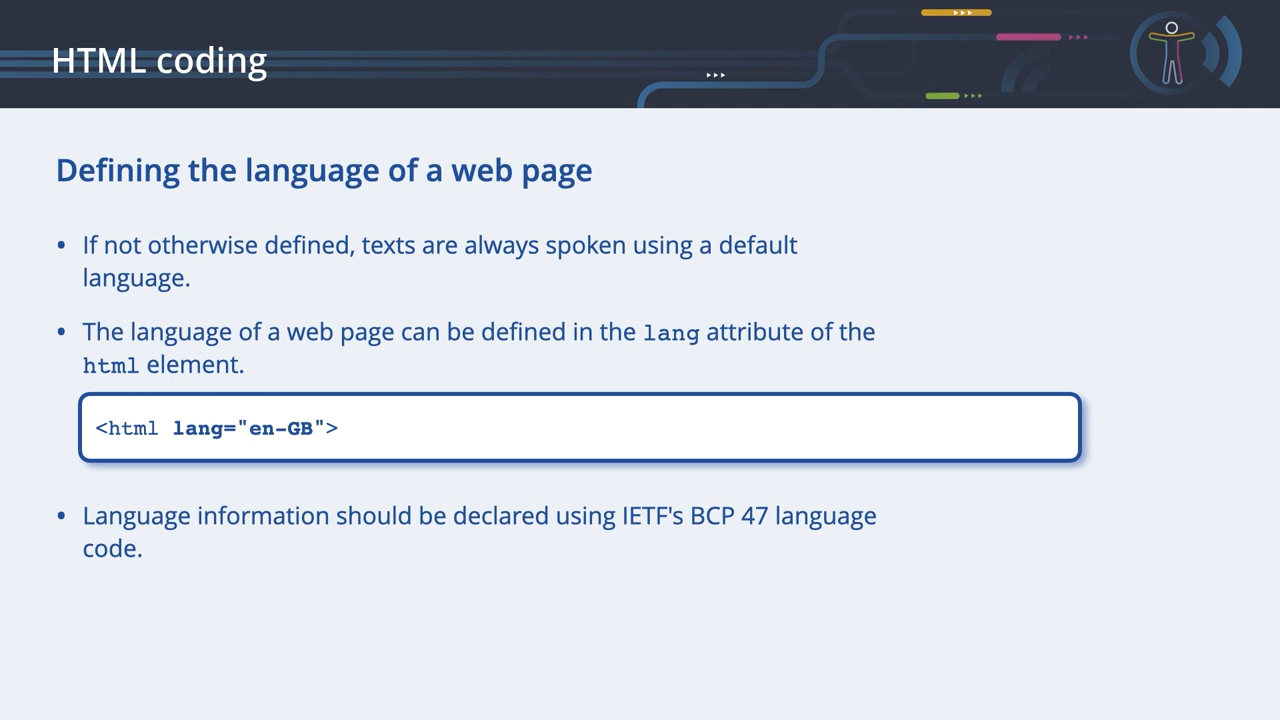 HTML coding
Defining the language of a web page
• If not otherwise defined, texts are always spoken using a default
language.
• The language of a web page can be defined in the lang attribute of the
html element.
<html lang="en-GB">
• Language information should be declared using IETF's BCP 47 language
code.